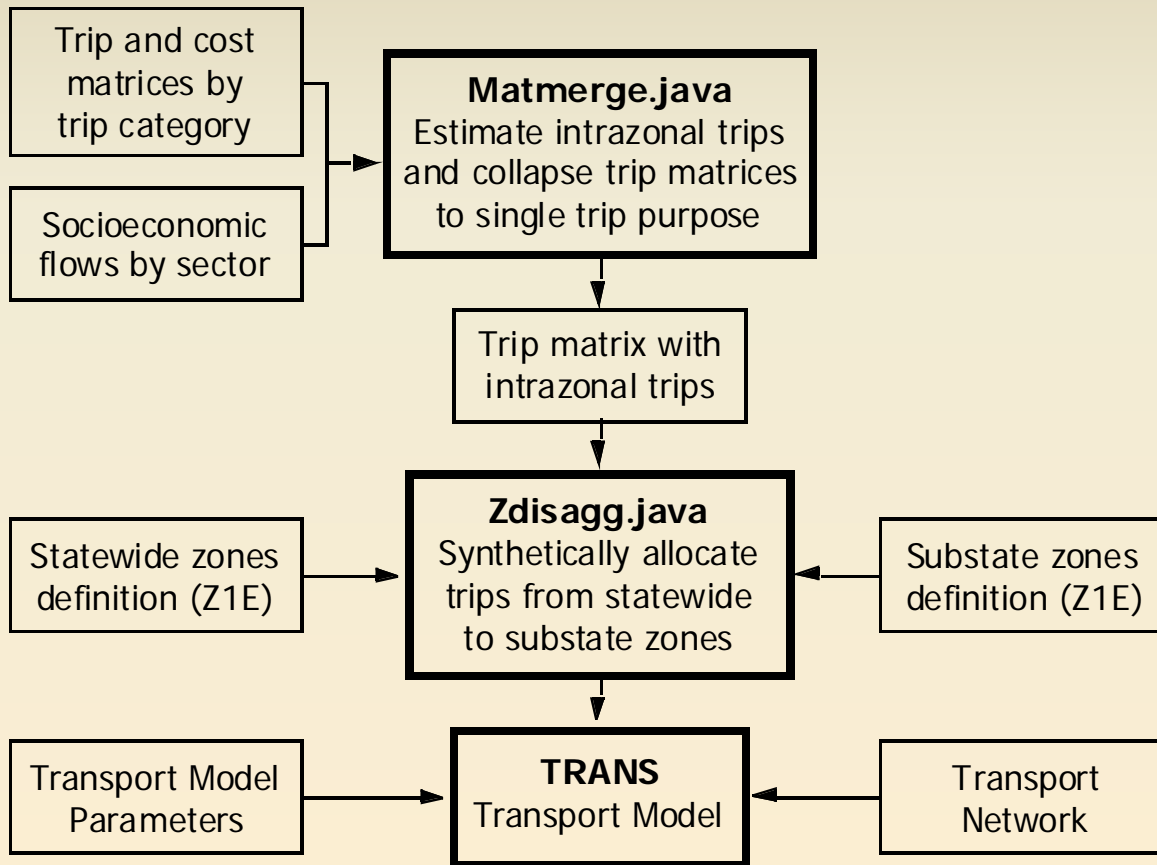 Trip and cost
matrices by
trip category
Matmerge.java
Estimate intrazonal trips
and collapse trip matrices
to single trip purpose
Socioeconomic
flows by sector
Trip matrix with
intrazonal trips
Zdisagg.java
Synthetically allocate
trips from statewide
to substate zones
Statewide zones
definition (Z1E)
Substate zones
definition (Z1E)
Transport Model
Parameters
TRANS
Transport Model
Transport
Network